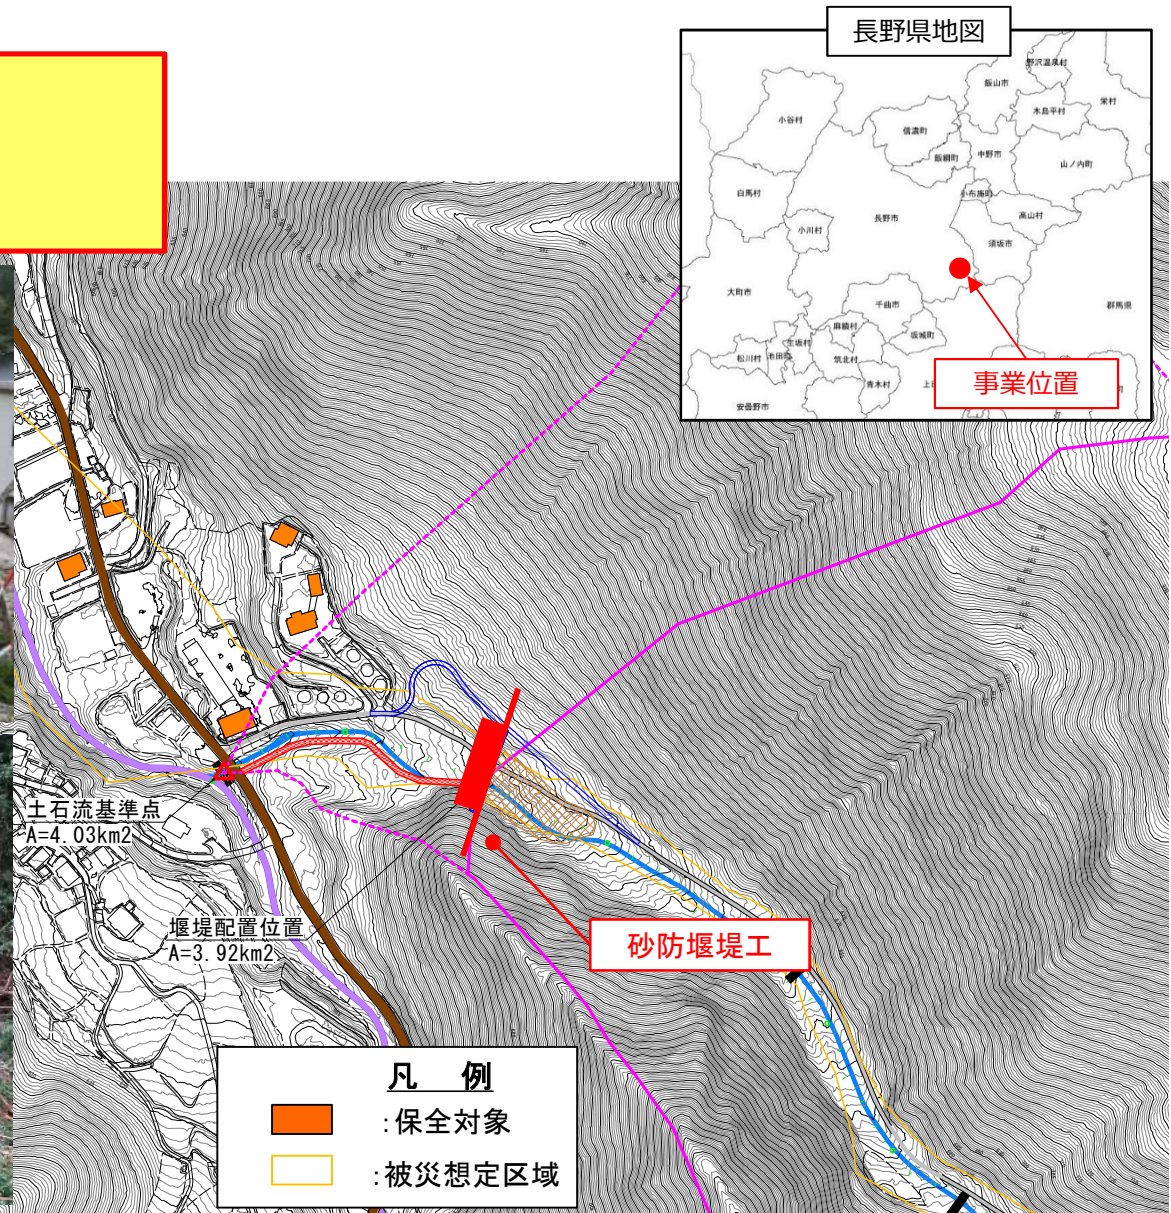 長野県地図
野沢温泉村
飯山市
栄村
木島平村
小谷村
信濃町
飯綱町
中野市
山ノ内町
白馬村
小布施町
高山村
長野市
小川村
須坂市
大町市
千曲市
群馬県
麻績村
坂城町
生坂村
松川村
池田町
筑北村
青木村
安曇野市
事業位置
土石流基準点
A=4.03km2
堰堤配置位置
A=3.92km2
砂防堰堤工
凡 例
:保全対象
:被災想定区域